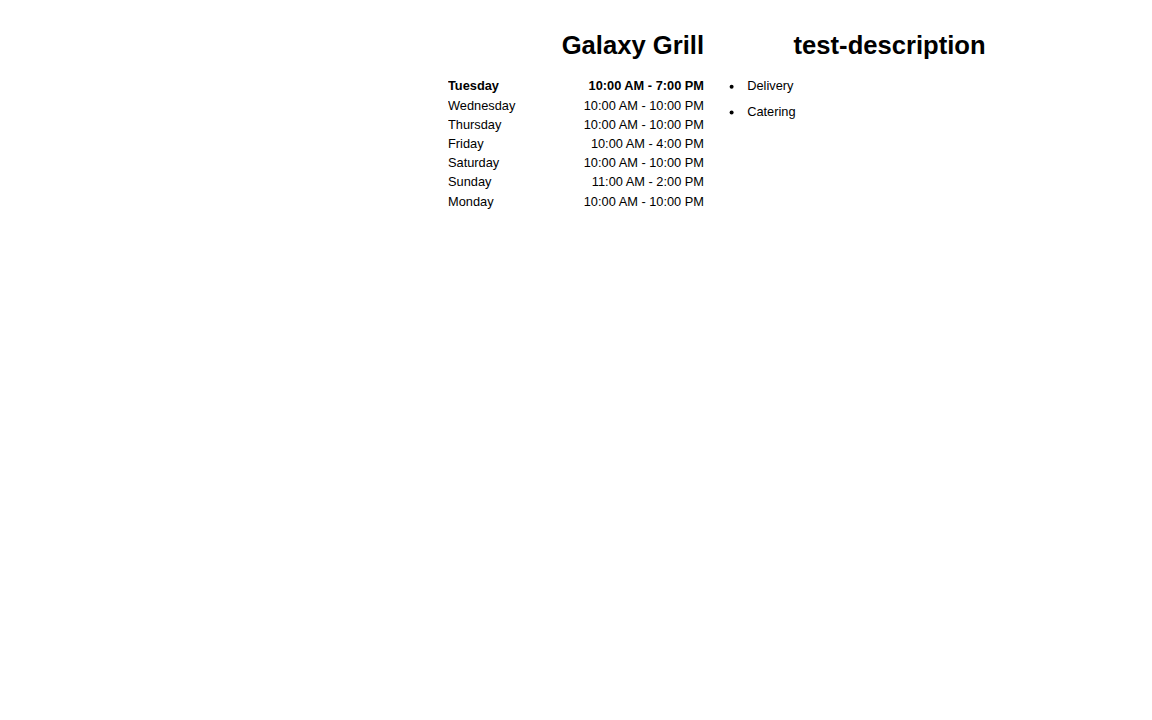 Galaxy Grill
Tuesday 10:00 AM - 7:00 PM
Wednesday 10:00 AM - 10:00 PM
Thursday 10:00 AM - 10:00 PM
Friday 10:00 AM - 4:00 PM
Saturday 10:00 AM - 10:00 PM
Sunday 11:00 AM - 2:00 PM
Monday 10:00 AM - 10:00 PM
test-description
• Delivery
• Catering